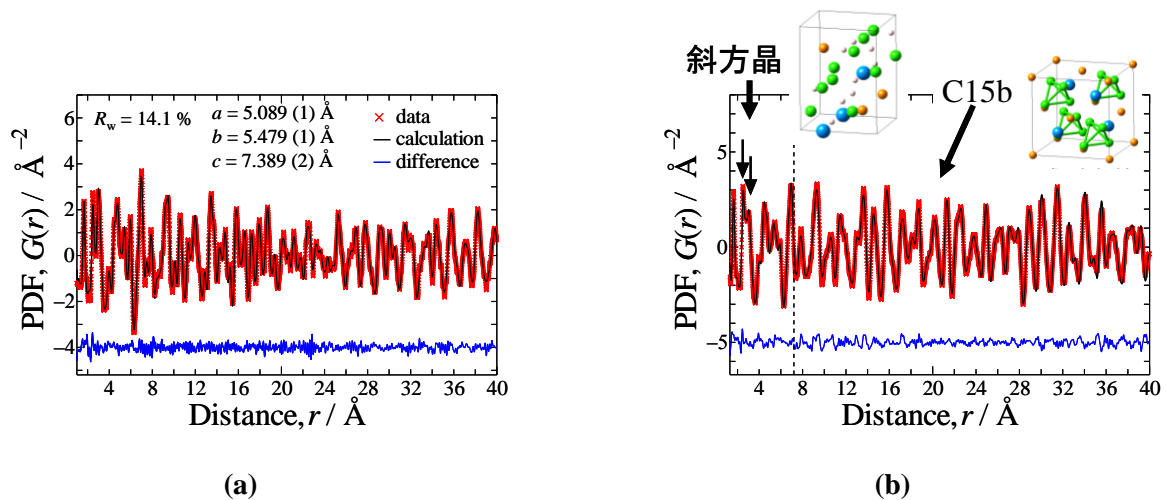 R_w = 14.1 %
a = 5.089 (1) Å
b = 5.479 (1) Å
c = 7.389 (2) Å
data
calculation
difference
PDF, G(r) / Å⁻²
6
4
2
0
−2
−4
4 8 12 16 20 24 28 32 36 40
Distance, r / Å
(a)
斜方晶
C15b
PDF, G(r) / Å⁻²
5
0
−5
4 8 12 16 20 24 28 32 36 40
Distance, r / Å
(b)